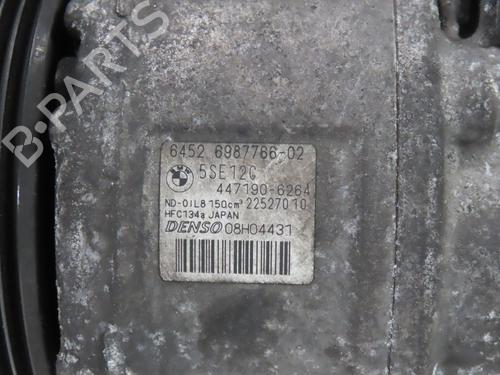 B-PARTS
6452 6987766-02
5SE12C
447190-6264
ND-OIL8 150cm³ 22527010
HFC134a JAPAN
DENSO 08H04431